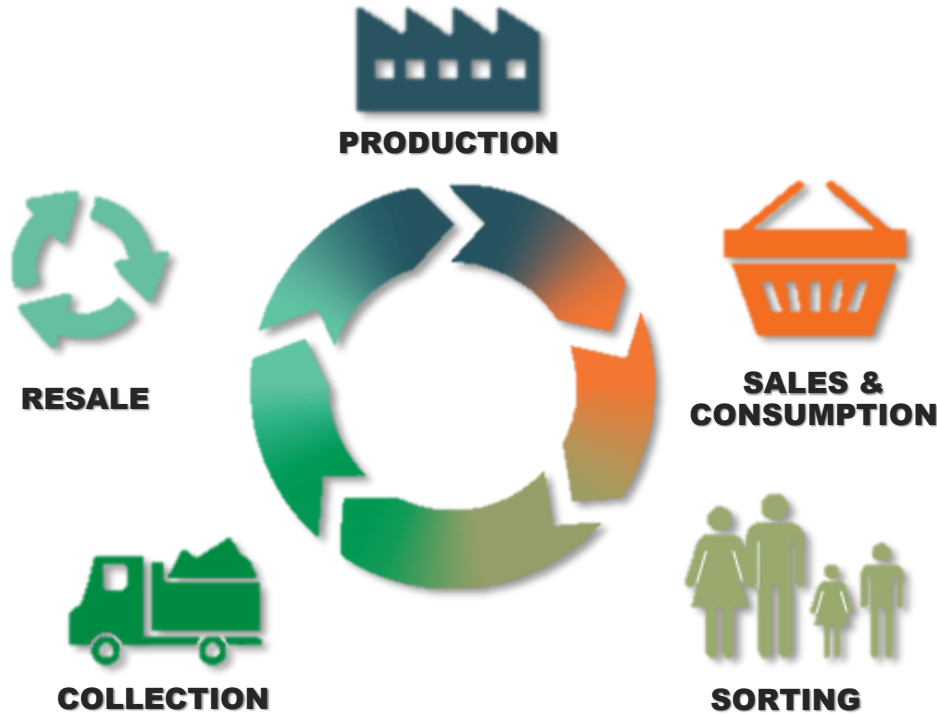 PRODUCTION
SALES &
CONSUMPTION
SORTING
COLLECTION
RESALE